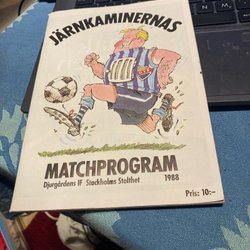 JÄRNKAMINERNAS
MATCHPROGRAM
Djurgårdens IF Stockholms Stolthet
1988
Pris: 10:–